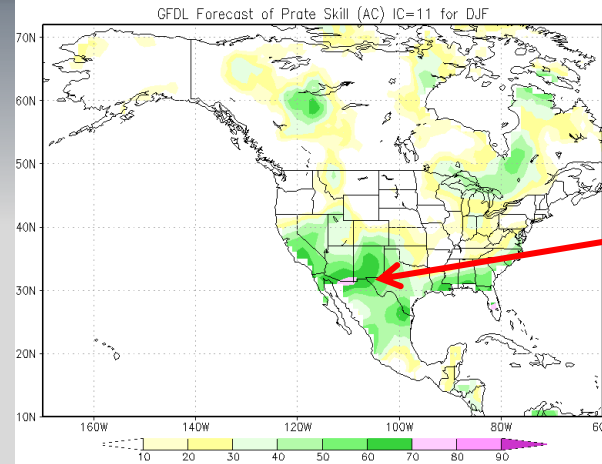 GFDL Forecast of Prate Skill (AC) IC=11 for DJF
70N
60N
50N
40N
30N
20N
10N
160W 140W 120W 100W 80W 60
10 20 30 40 50 60 70 80 90